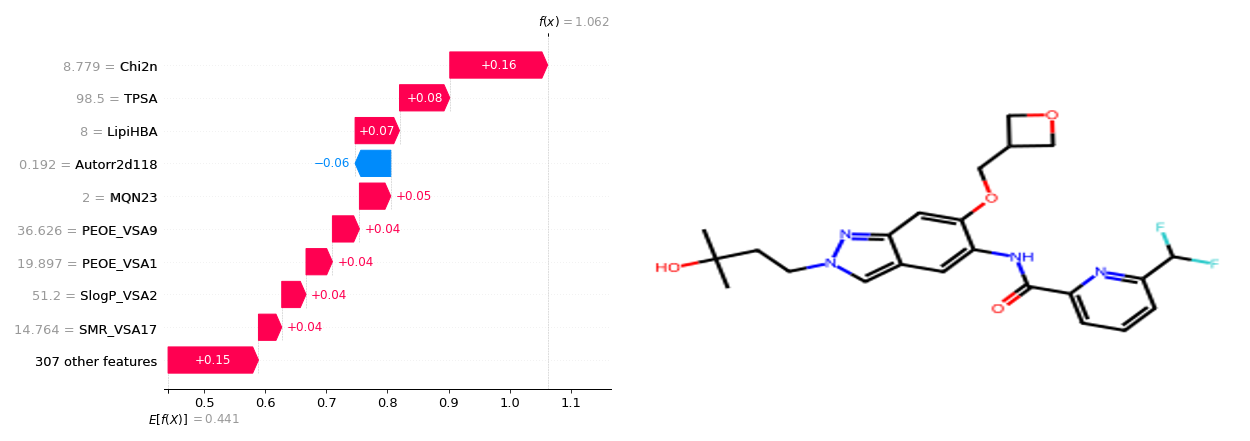 f(x) = 1.062
8.779 = Chi2n
+0.16
98.5 = TPSA
+0.08
8 = LipiHBA
+0.07
0.192 = Autorr2d118
−0.06
2 = MQN23
+0.05
36.626 = PEOE_VSA9
+0.04
19.897 = PEOE_VSA1
+0.04
51.2 = SlogP_VSA2
+0.04
14.764 = SMR_VSA17
+0.04
307 other features
+0.15
0.5 0.6 0.7 0.8 0.9 1.0 1.1
E[f(X)] = 0.441
O
O
F
N
HO
N
NH
N
F
O